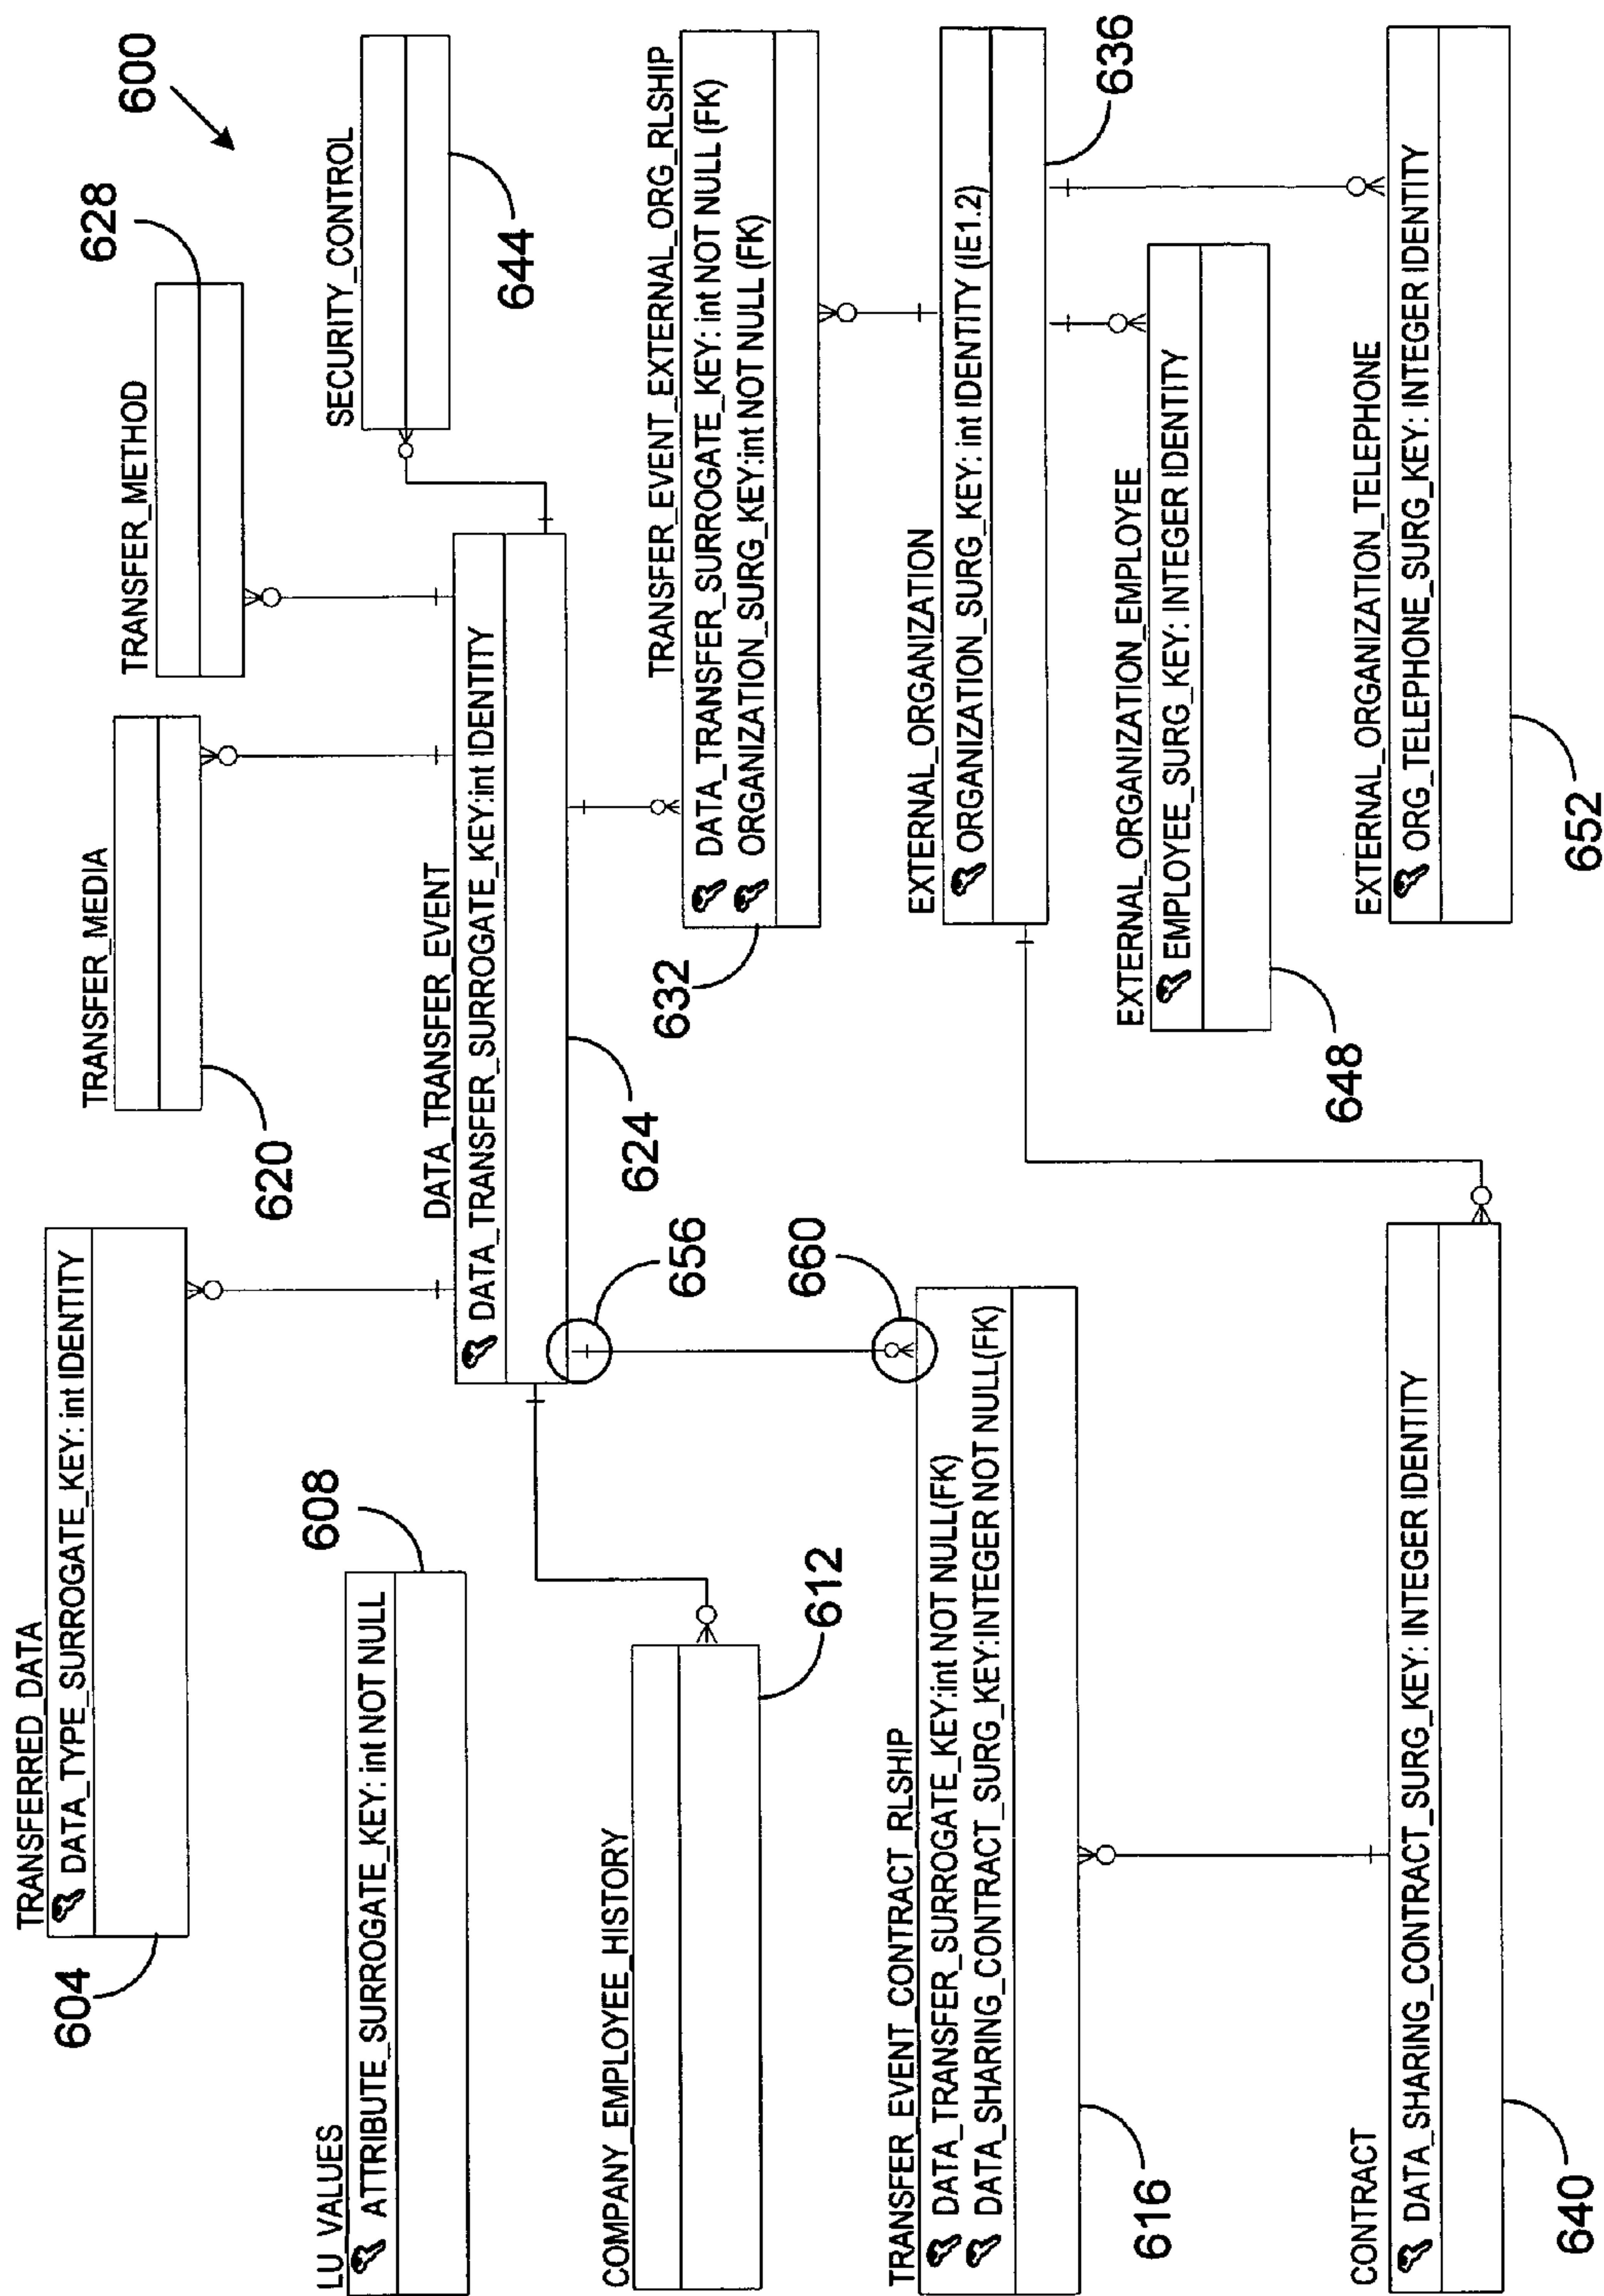 600
TRANSFERRED_DATA
DATA_TYPE_SURROGATE_KEY: int IDENTITY
604
TRANSFER_MEDIA
620
TRANSFER_METHOD
628
LU_VALUES
ATTRIBUTE_SURROGATE_KEY: int NOT NULL
608
SECURITY_CONTROL
644
DATA_TRANSFER_EVENT
DATA_TRANSFER_SURROGATE_KEY:int IDENTITY
624
656
COMPANY_EMPLOYEE_HISTORY
612
660
TRANSFER_EVENT_EXTERNAL_ORG_RLSHIP
DATA_TRANSFER_SURROGATE_KEY: int NOT NULL (FK)
ORGANIZATION_SURG_KEY:int NOT NULL (FK)
632
TRANSFER_EVENT_CONTRACT_RLSHIP
DATA_TRANSFER_SURROGATE_KEY:int NOT NULL(FK)
DATA_SHARING_CONTRACT_SURG_KEY:INTEGER NOT NULL(FK)
616
EXTERNAL_ORGANIZATION
ORGANIZATION_SURG_KEY: int IDENTITY (IE1.2)
636
EXTERNAL_ORGANIZATION_EMPLOYEE
EMPLOYEE_SURG_KEY: INTEGER IDENTITY
648
CONTRACT
DATA_SHARING_CONTRACT_SURG_KEY: INTEGER IDENTITY
640
EXTERNAL_ORGANIZATION_TELEPHONE
ORG_TELEPHONE_SURG_KEY: INTEGER IDENTITY
652